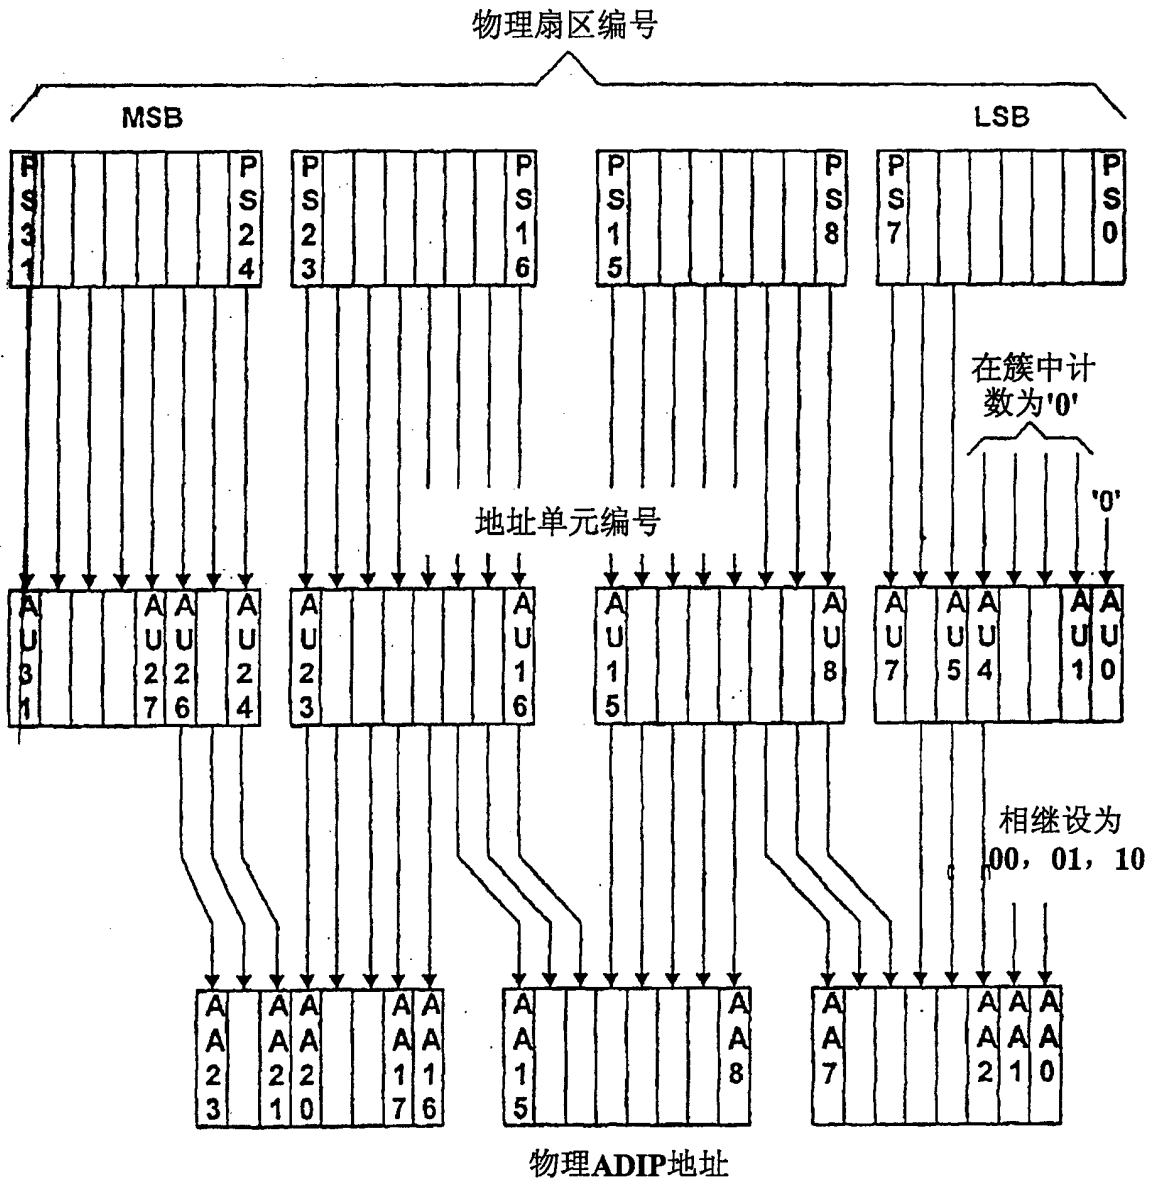 物理扇区编号
MSB
LSB
PS31
PS24
PS23
PS16
PS15
PS8
PS7
PS0
在簇中计
数为'0'
'0'
地址单元编号
AU31
AU27
AU26
AU24
AU23
AU16
AU15
AU8
AU7
AU5
AU4
AU1
AU0
相继设为
00，01，10
AA23
AA21
AA20
AA17
AA16
AA15
AA8
AA7
AA2
AA1
AA0
物理ADIP地址